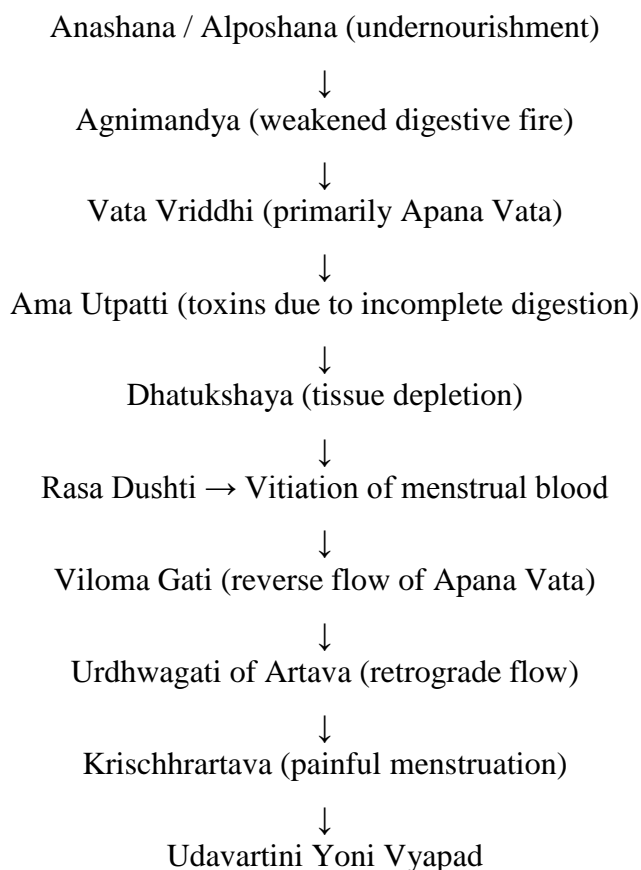 Anashana / Alposhana (undernourishment)
↓
Agnimandya (weakened digestive fire)
↓
Vata Vriddhi (primarily Apana Vata)
↓
Ama Utpatti (toxins due to incomplete digestion)
↓
Dhatukshaya (tissue depletion)
↓
Rasa Dushti → Vitiation of menstrual blood
↓
Viloma Gati (reverse flow of Apana Vata)
↓
Urdhwagati of Artava (retrograde flow)
↓
Krischhrartava (painful menstruation)
↓
Udavartini Yoni Vyapad